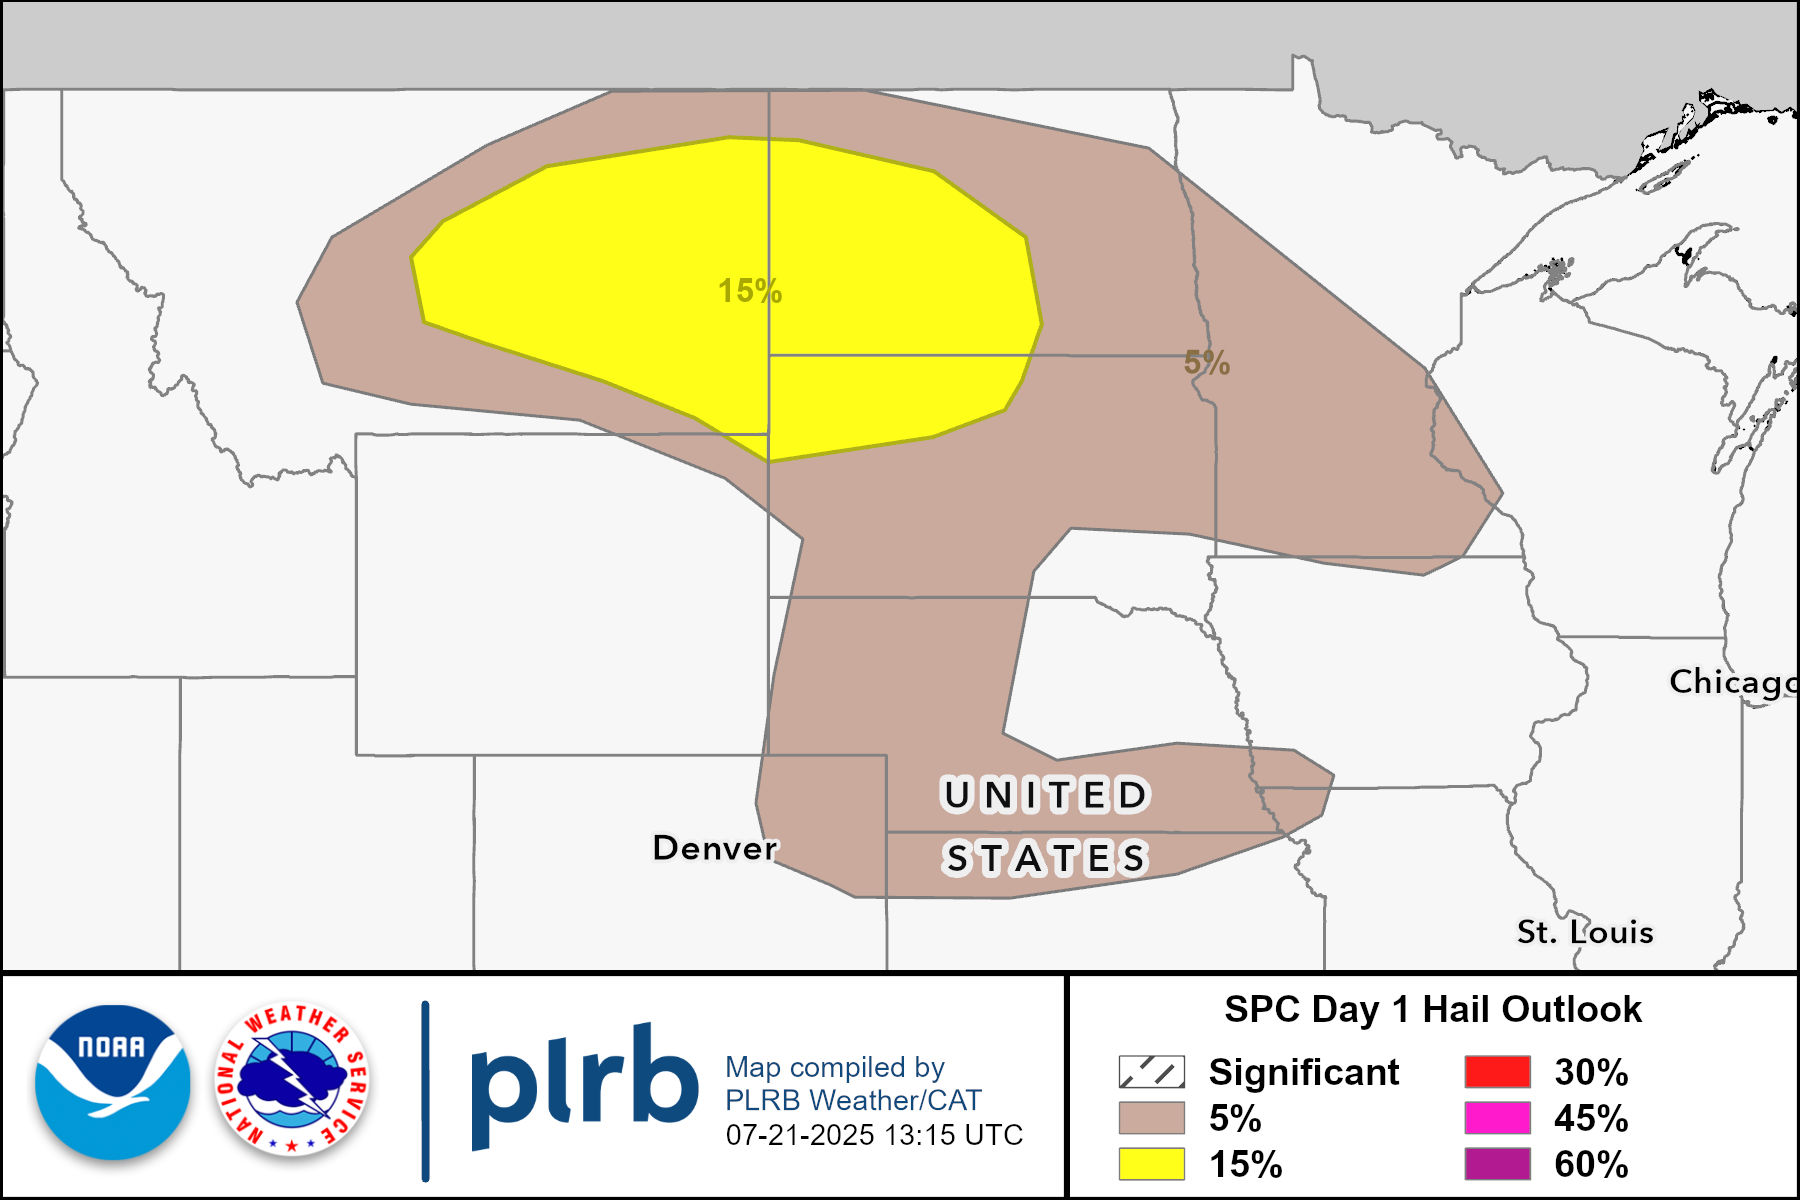 15%
5%
Chicago
UNITED
STATES
Denver
St. Louis
NOAA
NATIONAL WEATHER SERVICE
plrb
Map compiled by
PLRB Weather/CAT
07-21-2025 13:15 UTC
SPC Day 1 Hail Outlook
Significant
5%
15%
30%
45%
60%